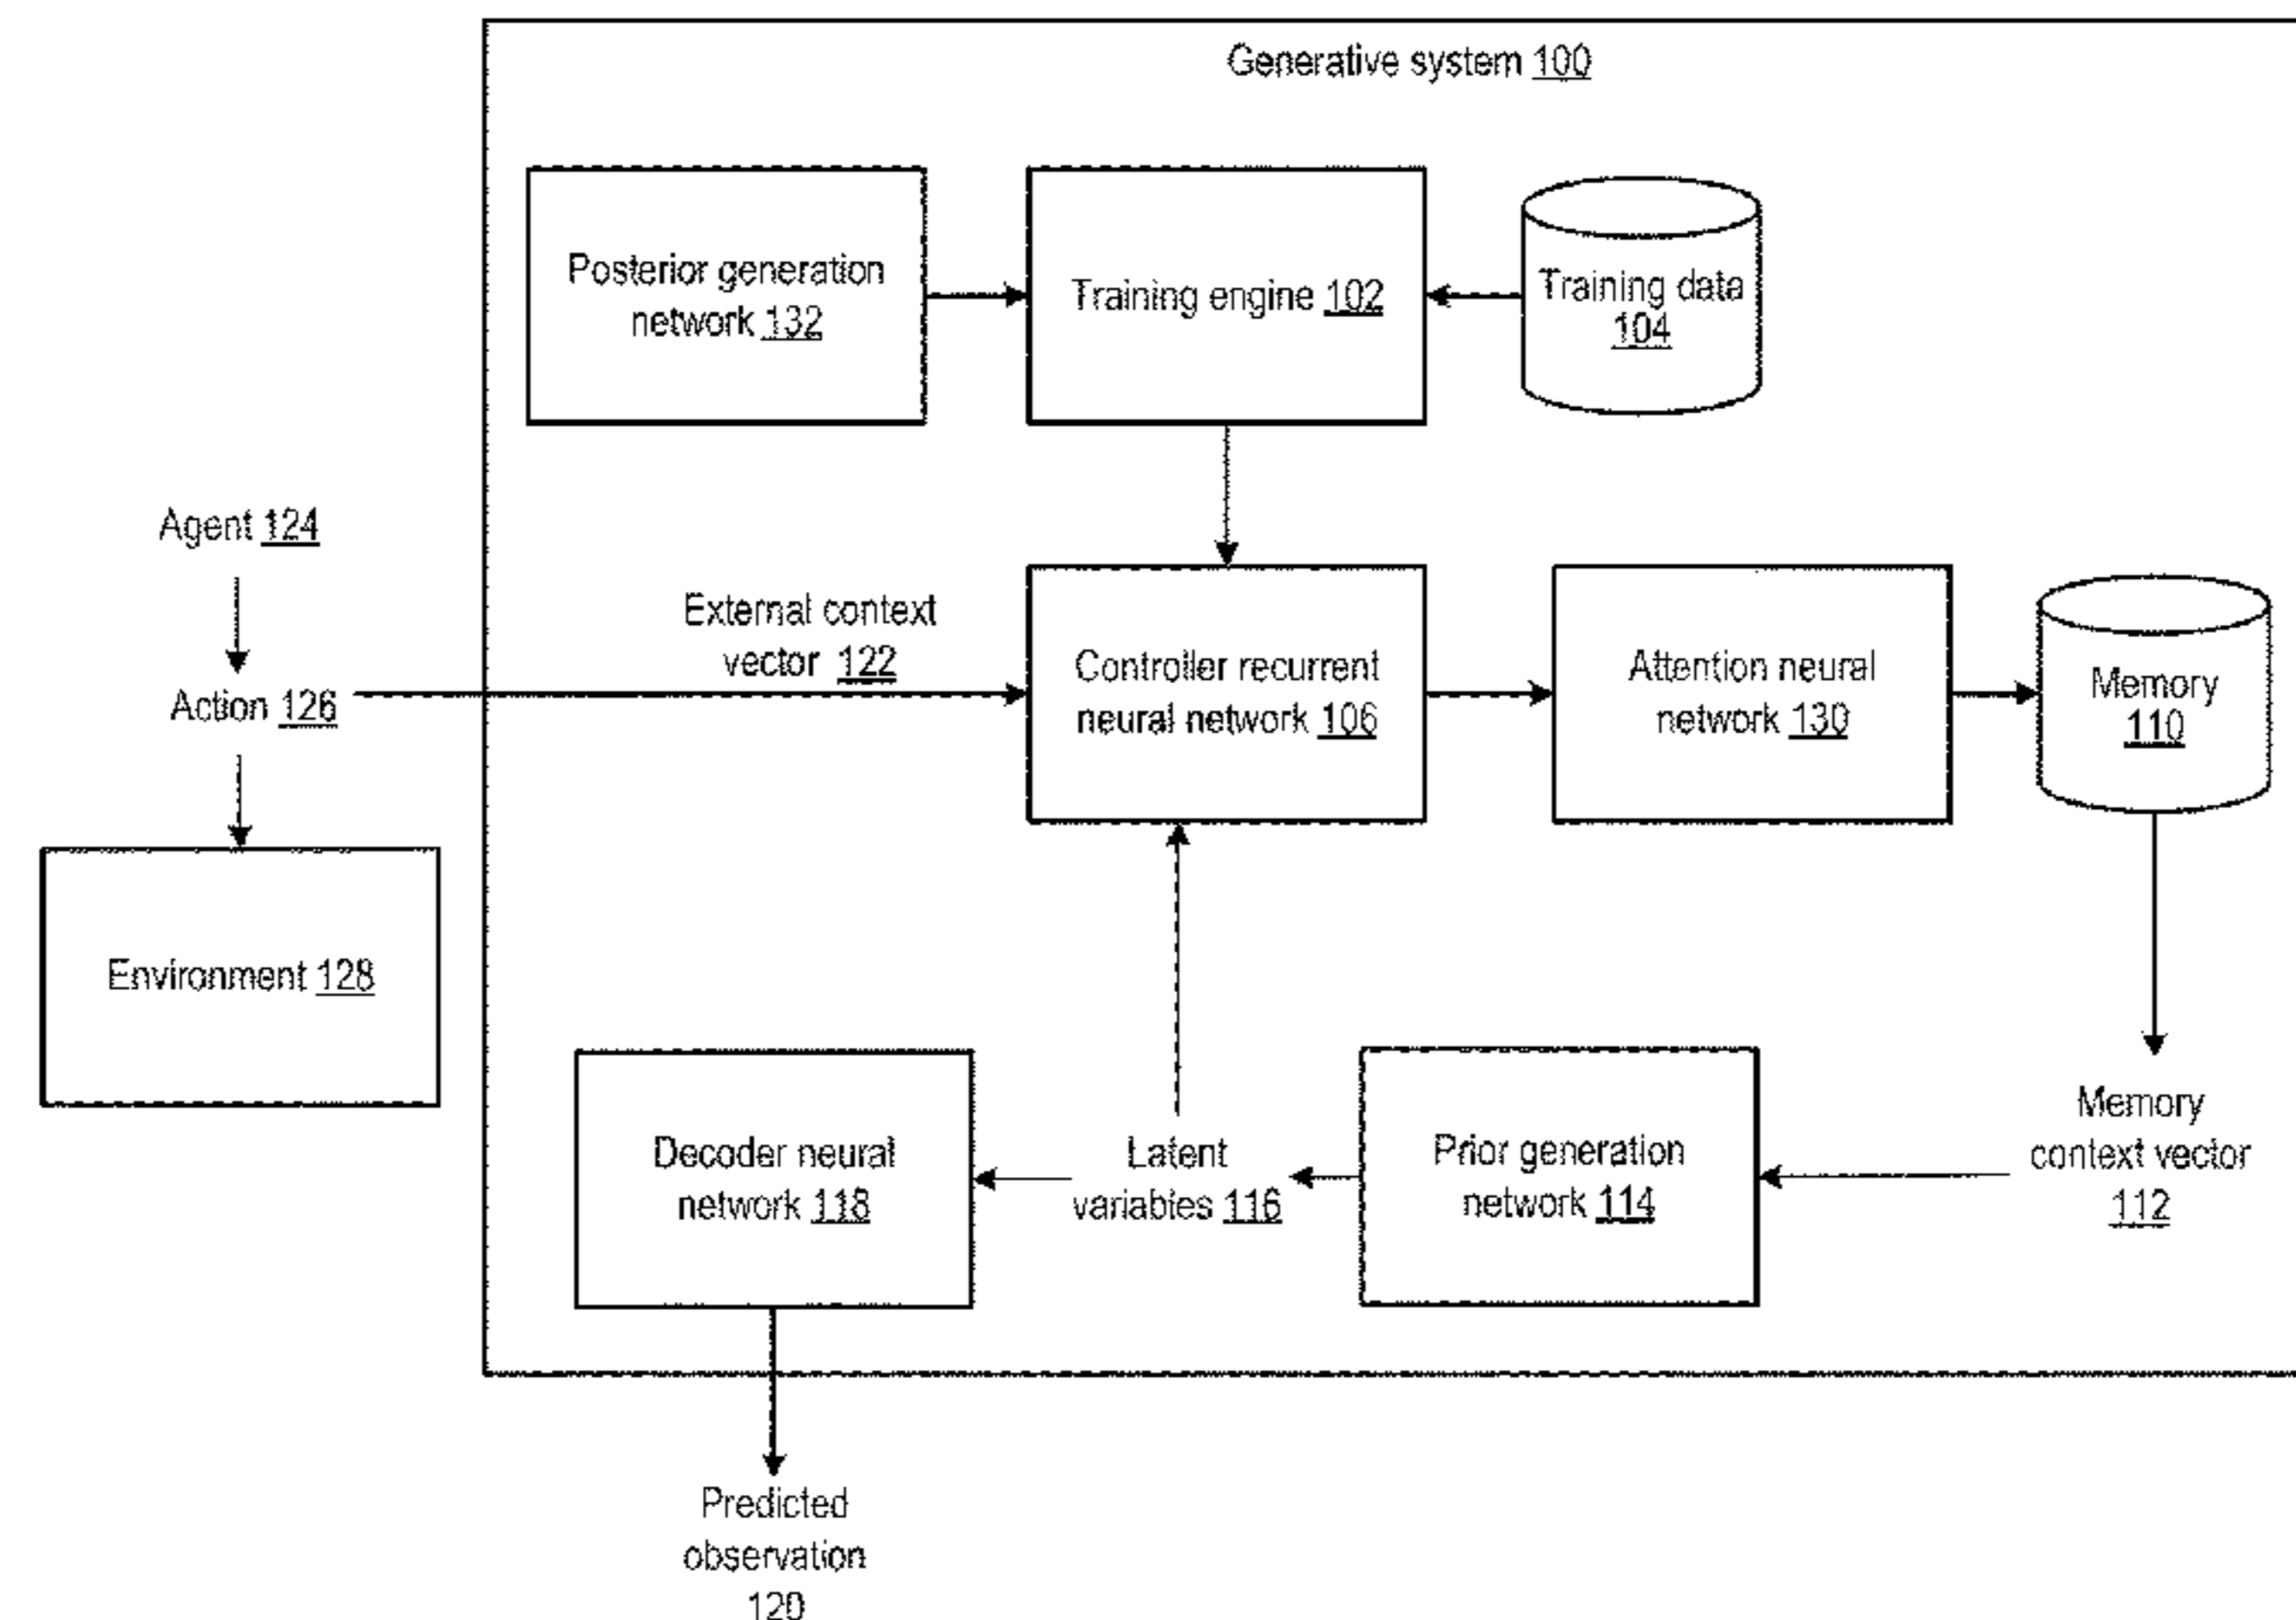 Generative system 100
Posterior generation
network 132
Training engine 102
Training data
104
Agent 124
Action 126
Environment 128
External context
vector 122
Controller recurrent
neural network 106
Attention neural
network 130
Memory
110
Decoder neural
network 118
Latent
variables 116
Prior generation
network 114
Memory
context vector
112
Predicted
observation
120